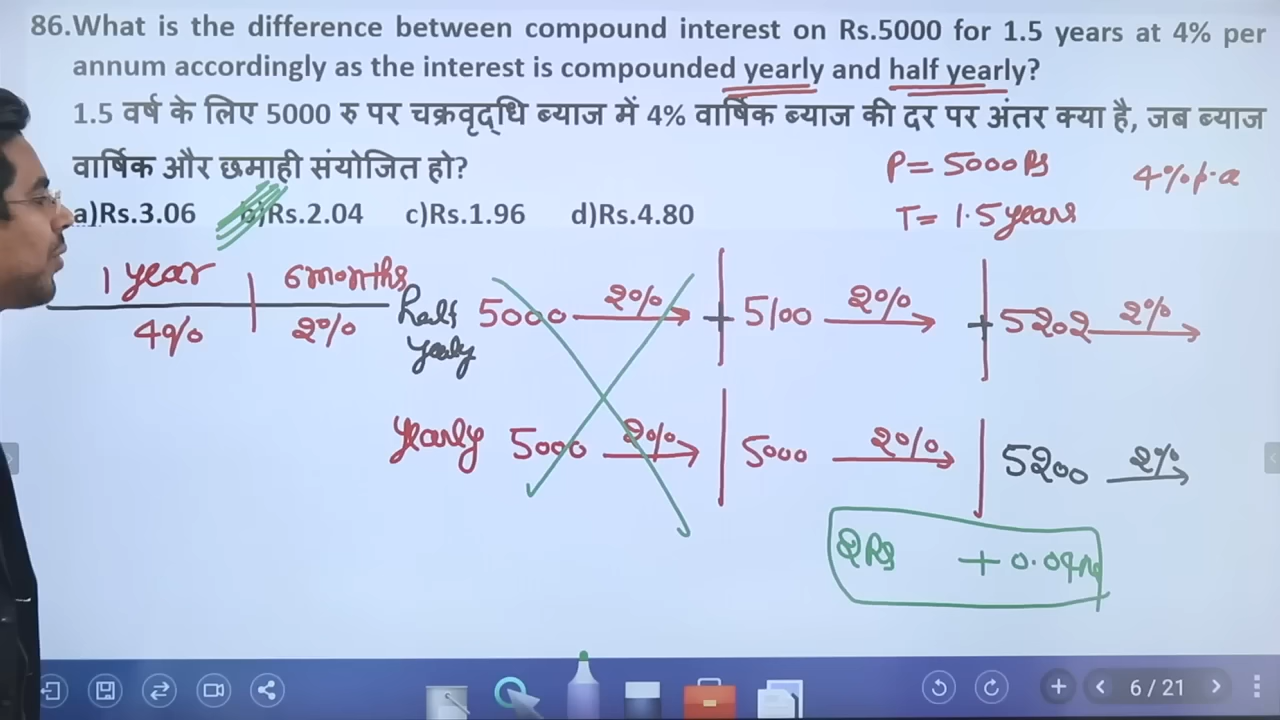 86.What is the difference between compound interest on Rs.5000 for 1.5 years at 4% per
annum accordingly as the interest is compounded yearly and half yearly?
1.5 वर्ष के लिए 5000 रु पर चक्रवृद्धि ब्याज में 4% वार्षिक ब्याज की दर पर अंतर क्या है, जब ब्याज
वार्षिक और छमाही संयोजित हो?
P = 5000 Rs 4% p.a
a)Rs.3.06 b)Rs.2.04 c)Rs.1.96 d)Rs.4.80
T = 1.5 years
1 year 6 months
4% 2%
half yearly 5000 2% + 5100 2% + 5202 2%
yearly 5000 2% 5000 2% 5200 2%
2Rs + 0.04Rs
6 / 21